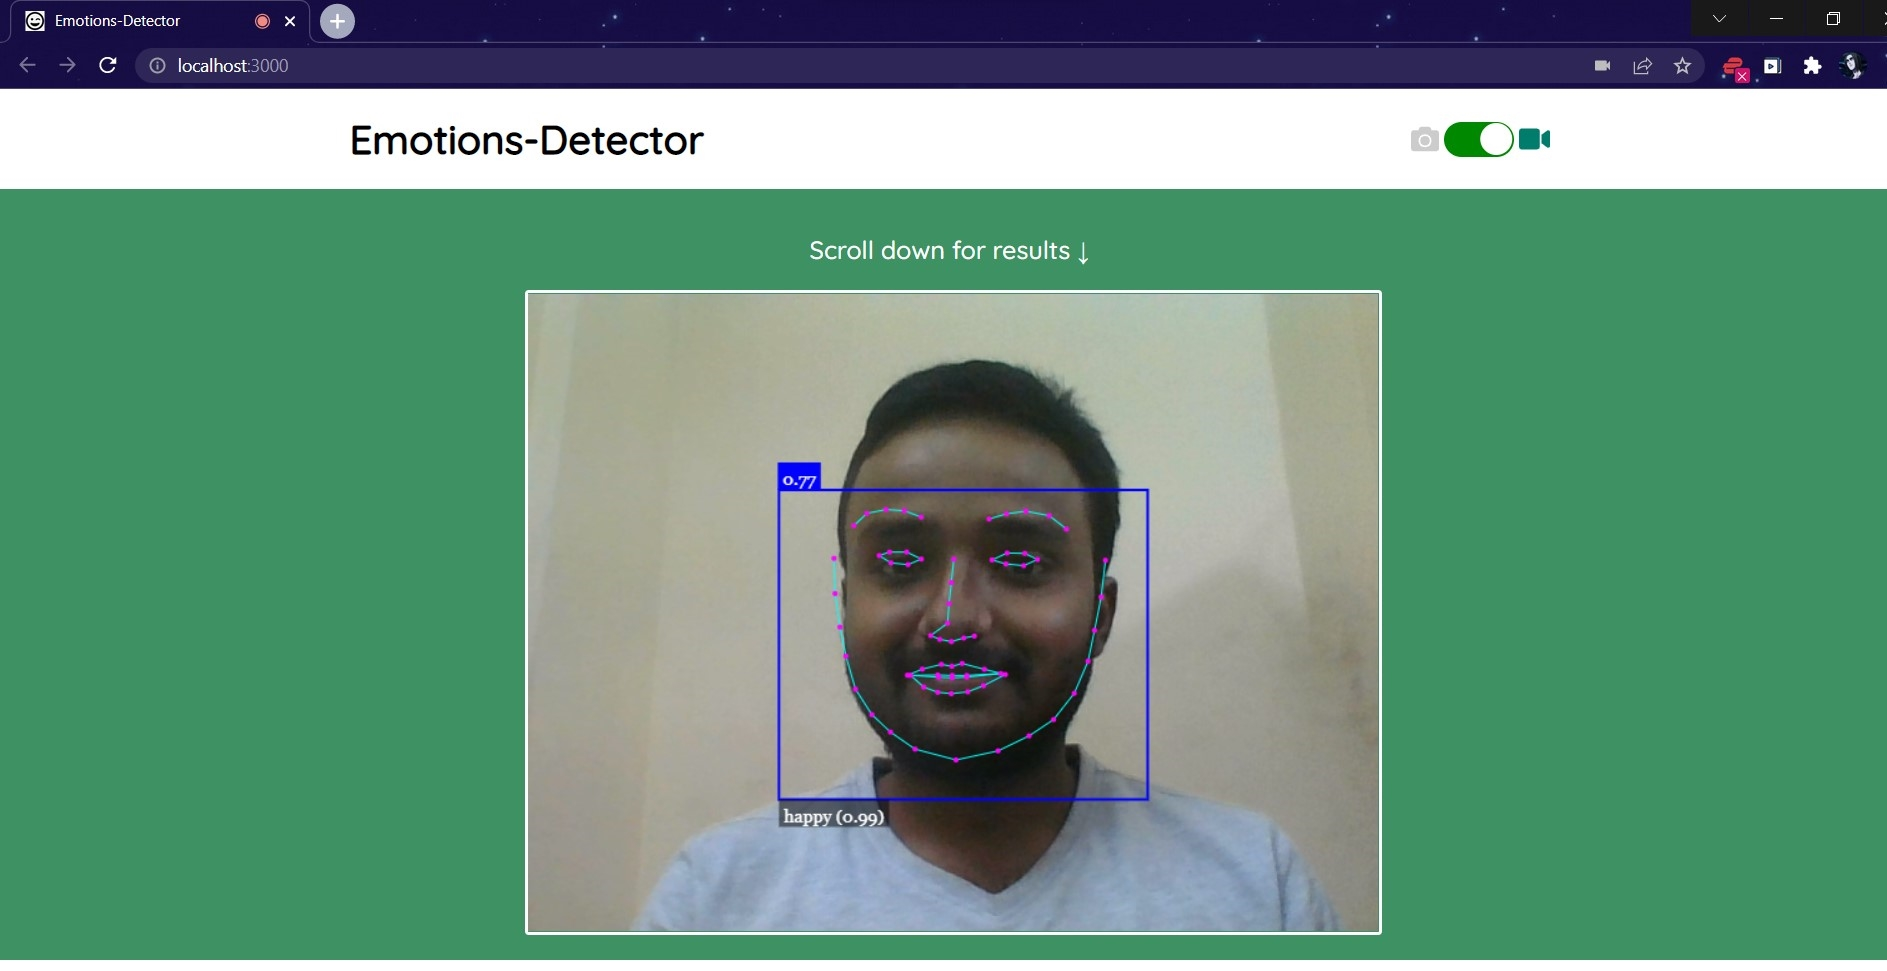 Emotions-Detector
localhost:3000
Emotions-Detector
Scroll down for results ↓
0.77
happy (0.99)